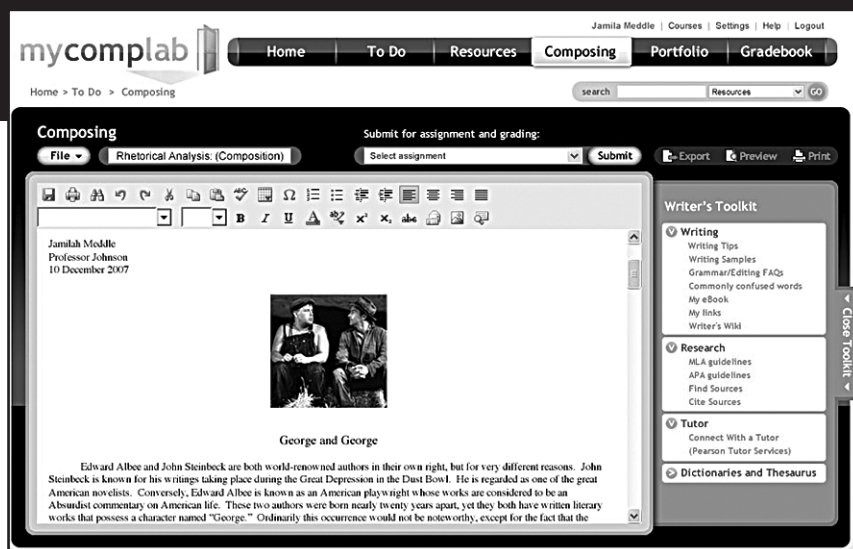 Jamila Meddle | Courses | Settings | Help | Logout
mycomplab
Home To Do Resources Composing Portfolio Gradebook
Home > To Do > Composing
search Resources GO
Composing
Submit for assignment and grading:
File Rhetorical Analysis: (Composition) Select assignment Submit Export Preview Print
B I U A x² x₂ abc
Jamilah Meddle
Professor Johnson
10 December 2007
George and George
Edward Albee and John Steinbeck are both world-renowned authors in their own right, but for very different reasons. John
Steinbeck is known for his writings taking place during the Great Depression in the Dust Bowl. He is regarded as one of the great
American novelists. Conversely, Edward Albee is known as an American playwright whose works are considered to be an
Absurdist commentary on American life. These two authors were born nearly twenty years apart, yet they both have written literary
works that possess a character named "George." Ordinarily this occurrence would not be noteworthy, except for the fact that the
Writer's Toolkit
Writing
Writing Tips
Writing Samples
Grammar/Editing FAQs
Commonly confused words
My eBook
My links
Writer's Wiki
Research
MLA guidelines
APA guidelines
Find Sources
Cite Sources
Tutor
Connect With a Tutor
(Pearson Tutor Services)
Dictionaries and Thesaurus
Close Toolkit